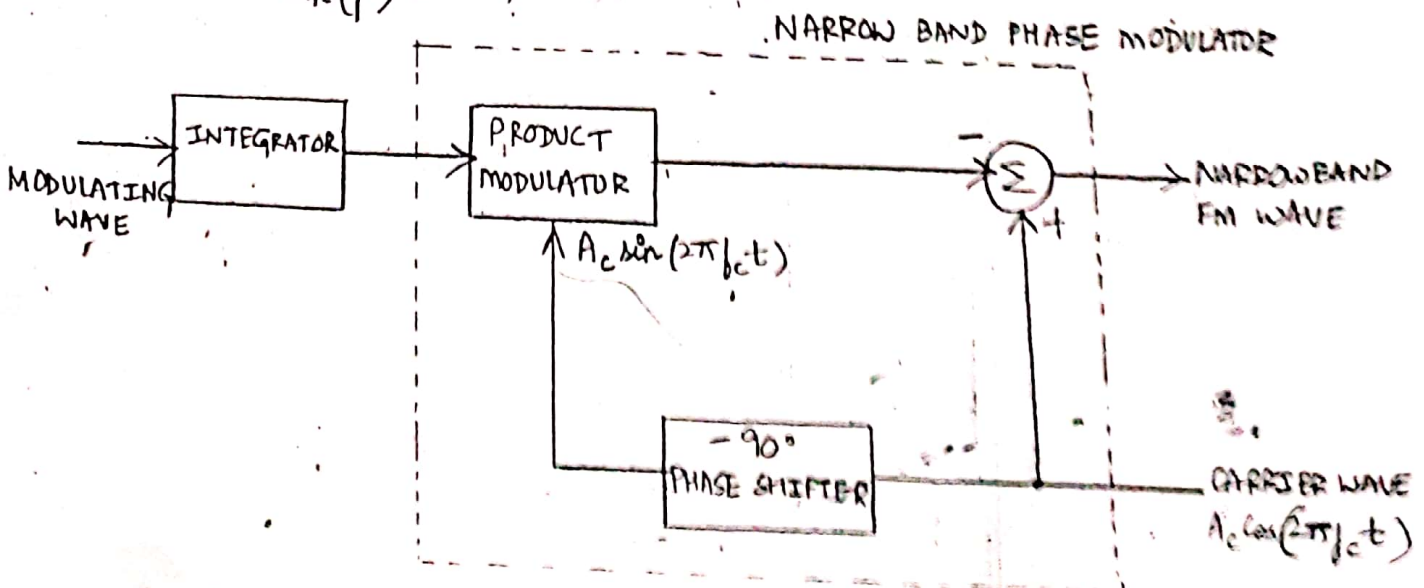 .NARROW BAND PHASE MODULATOR
INTEGRATOR
PRODUCT
MODULATOR
MODULATING
WAVE
-
Σ
+
NARROWBAND
FM WAVE
A_c sin(2πf_ct)
-90°
PHASE SHIFTER
CARRIER WAVE
A_c Cos(2πf_ct)